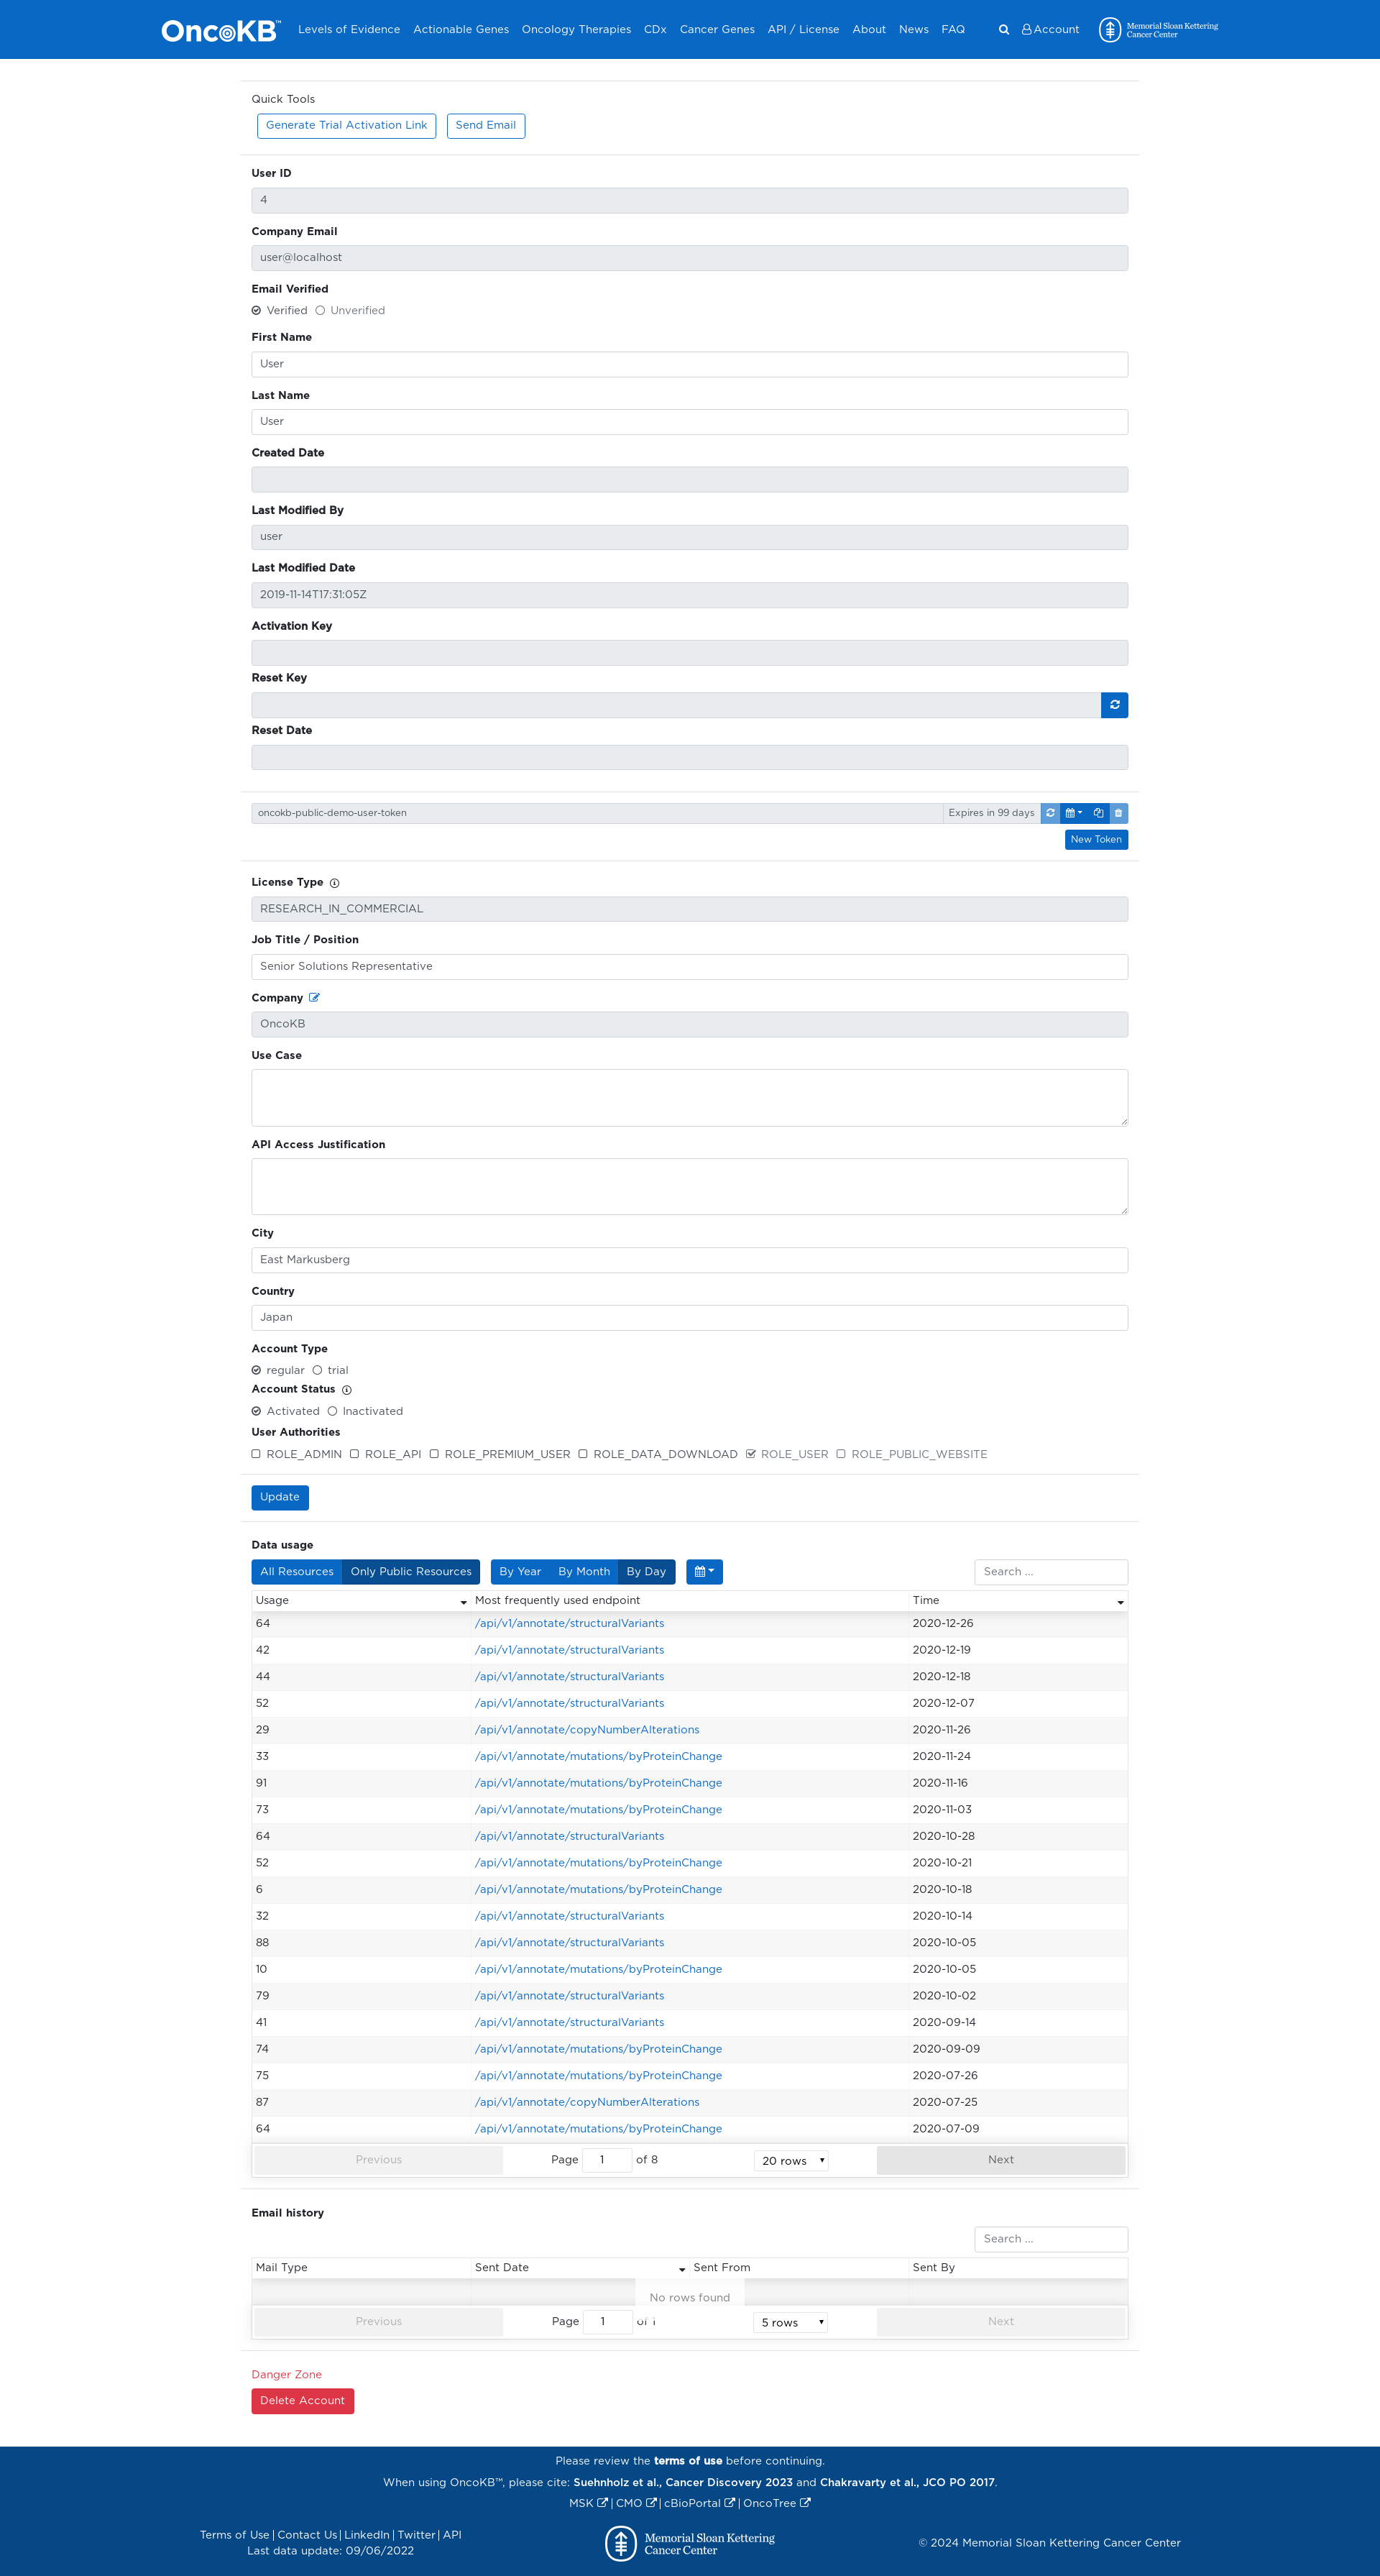 OncoKB™ Levels of Evidence Actionable Genes Oncology Therapies CDx Cancer Genes API / License About News FAQ Account Memorial Sloan Kettering Cancer Center
Quick Tools
Generate Trial Activation Link Send Email
User ID
4
Company Email
user@localhost
Email Verified
Verified Unverified
First Name
User
Last Name
User
Created Date
Last Modified By
user
Last Modified Date
2019-11-14T17:31:05Z
Activation Key
Reset Key
Reset Date
oncokb-public-demo-user-token Expires in 99 days
New Token
License Type
RESEARCH_IN_COMMERCIAL
Job Title / Position
Senior Solutions Representative
Company
OncoKB
Use Case
API Access Justification
City
East Markusberg
Country
Japan
Account Type
regular trial
Account Status
Activated Inactivated
User Authorities
ROLE_ADMIN ROLE_API ROLE_PREMIUM_USER ROLE_DATA_DOWNLOAD ROLE_USER ROLE_PUBLIC_WEBSITE
Update
Data usage
All Resources Only Public Resources By Year By Month By Day Search ...
Usage Most frequently used endpoint Time
64 /api/v1/annotate/structuralVariants 2020-12-26
42 /api/v1/annotate/structuralVariants 2020-12-19
44 /api/v1/annotate/structuralVariants 2020-12-18
52 /api/v1/annotate/structuralVariants 2020-12-07
29 /api/v1/annotate/copyNumberAlterations 2020-11-26
33 /api/v1/annotate/mutations/byProteinChange 2020-11-24
91 /api/v1/annotate/mutations/byProteinChange 2020-11-16
73 /api/v1/annotate/mutations/byProteinChange 2020-11-03
64 /api/v1/annotate/structuralVariants 2020-10-28
52 /api/v1/annotate/mutations/byProteinChange 2020-10-21
6 /api/v1/annotate/mutations/byProteinChange 2020-10-18
32 /api/v1/annotate/structuralVariants 2020-10-14
88 /api/v1/annotate/structuralVariants 2020-10-05
10 /api/v1/annotate/mutations/byProteinChange 2020-10-05
79 /api/v1/annotate/structuralVariants 2020-10-02
41 /api/v1/annotate/structuralVariants 2020-09-14
74 /api/v1/annotate/mutations/byProteinChange 2020-09-09
75 /api/v1/annotate/mutations/byProteinChange 2020-07-26
87 /api/v1/annotate/copyNumberAlterations 2020-07-25
64 /api/v1/annotate/mutations/byProteinChange 2020-07-09
Previous Page 1 of 8 20 rows Next
Email history
Search ...
Mail Type Sent Date Sent From Sent By
No rows found
Previous Page 1 of 1 5 rows Next
Danger Zone
Delete Account
Please review the terms of use before continuing.
When using OncoKB™, please cite: Suehnholz et al., Cancer Discovery 2023 and Chakravarty et al., JCO PO 2017.
MSK | CMO | cBioPortal | OncoTree
Terms of Use | Contact Us | LinkedIn | Twitter | API
Last data update: 09/06/2022
Memorial Sloan Kettering
Cancer Center
© 2024 Memorial Sloan Kettering Cancer Center